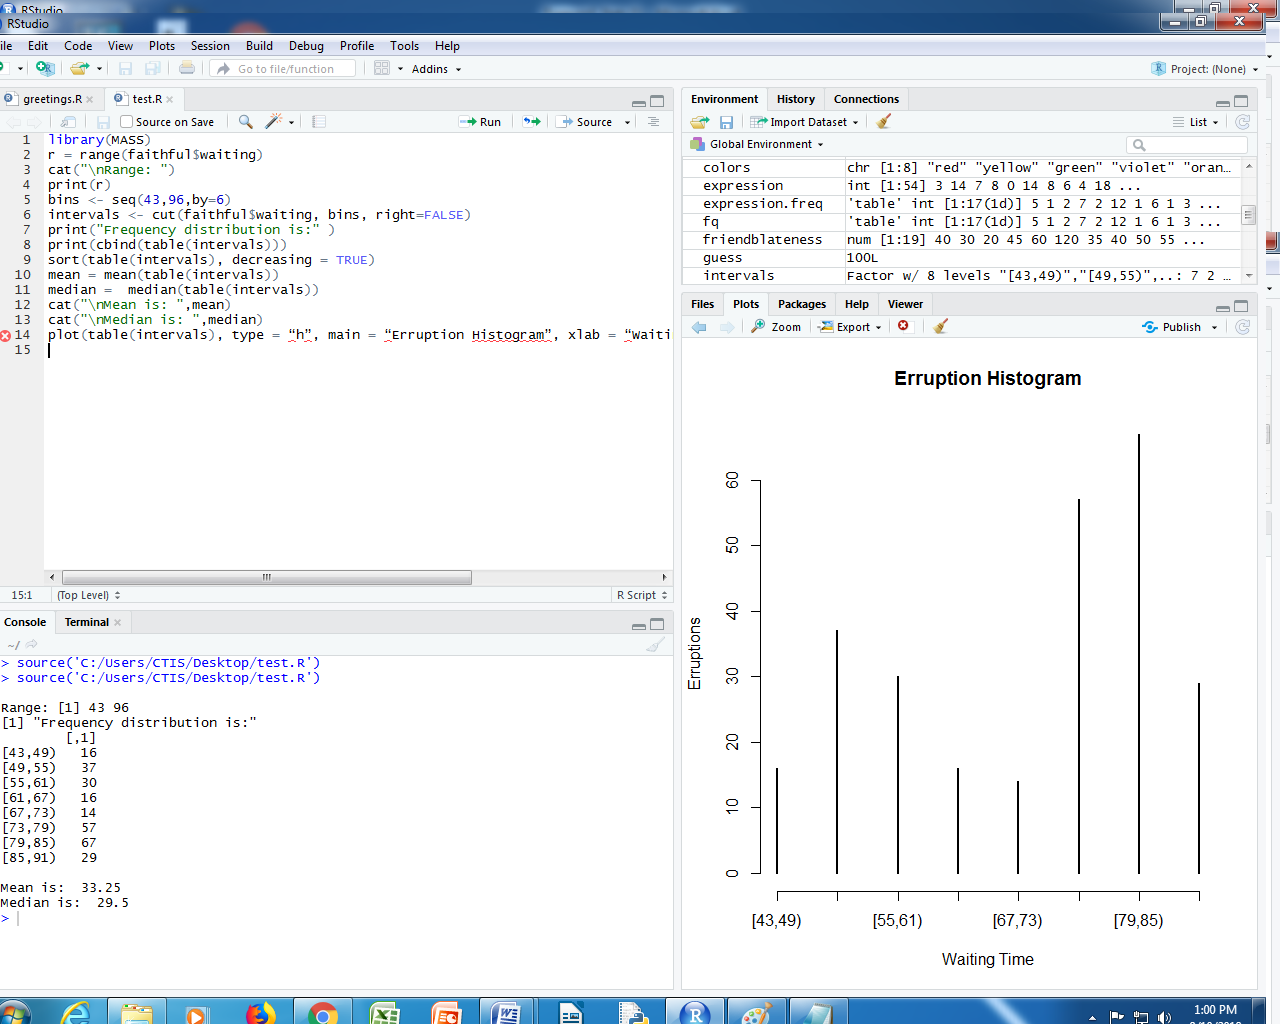 RStudio
RStudio
ile Edit Code View Plots Session Build Debug Profile Tools Help
Go to file/function Addins Project: (None)
greetings.R test.R
Source on Save Run Source
1 library(MASS)
2 r = range(faithful$waiting)
3 cat("\nRange: ")
4 print(r)
5 bins <- seq(43,96,by=6)
6 intervals <- cut(faithful$waiting, bins, right=FALSE)
7 print("Frequency distribution is:" )
8 print(cbind(table(intervals)))
9 sort(table(intervals), decreasing = TRUE)
10 mean = mean(table(intervals))
11 median =  median(table(intervals))
12 cat("\nMean is: ",mean)
13 cat("\nMedian is: ",median)
14 plot(table(intervals), type = “h”, main = “Erruption Histogram”, xlab = “Waiti
15
15:1 (Top Level) R Script
Console Terminal
~/
> source('C:/Users/CTIS/Desktop/test.R')
> source('C:/Users/CTIS/Desktop/test.R')
Range: [1] 43 96
[1] "Frequency distribution is:"
[,1]
[43,49) 16
[49,55) 37
[55,61) 30
[61,67) 16
[67,73) 14
[73,79) 57
[79,85) 67
[85,91) 29
Mean is:  33.25
Median is:  29.5
>
Environment History Connections
Import Dataset List
Global Environment
colors chr [1:8] "red" "yellow" "green" "violet" "oran…
expression int [1:54] 3 14 7 8 0 14 8 6 4 18 ...
expression.freq 'table' int [1:17(1d)] 5 1 2 7 2 12 1 6 1 3 ...
fq 'table' int [1:17(1d)] 5 1 2 7 2 12 1 6 1 3 ...
friendblateness num [1:19] 40 30 20 45 60 120 35 40 50 55 ...
guess 100L
intervals Factor w/ 8 levels "[43,49)","[49,55)",..: 7 2 …
Files Plots Packages Help Viewer
Zoom Export Publish
Erruption Histogram
60
50
40
30
20
10
0
Erruptions
[43,49) [55,61) [67,73) [79,85)
Waiting Time
1:00 PM